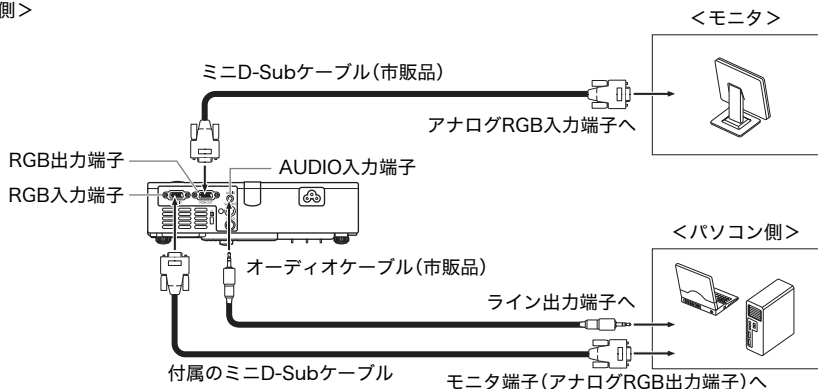 側＞
＜モニタ＞
ミニD-Subケーブル（市販品）
アナログRGB入力端子へ
RGB出力端子
AUDIO入力端子
RGB入力端子
＜パソコン側＞
オーディオケーブル（市販品）
ライン出力端子へ
付属のミニD-Subケーブル
モニタ端子（アナログRGB出力端子）へ